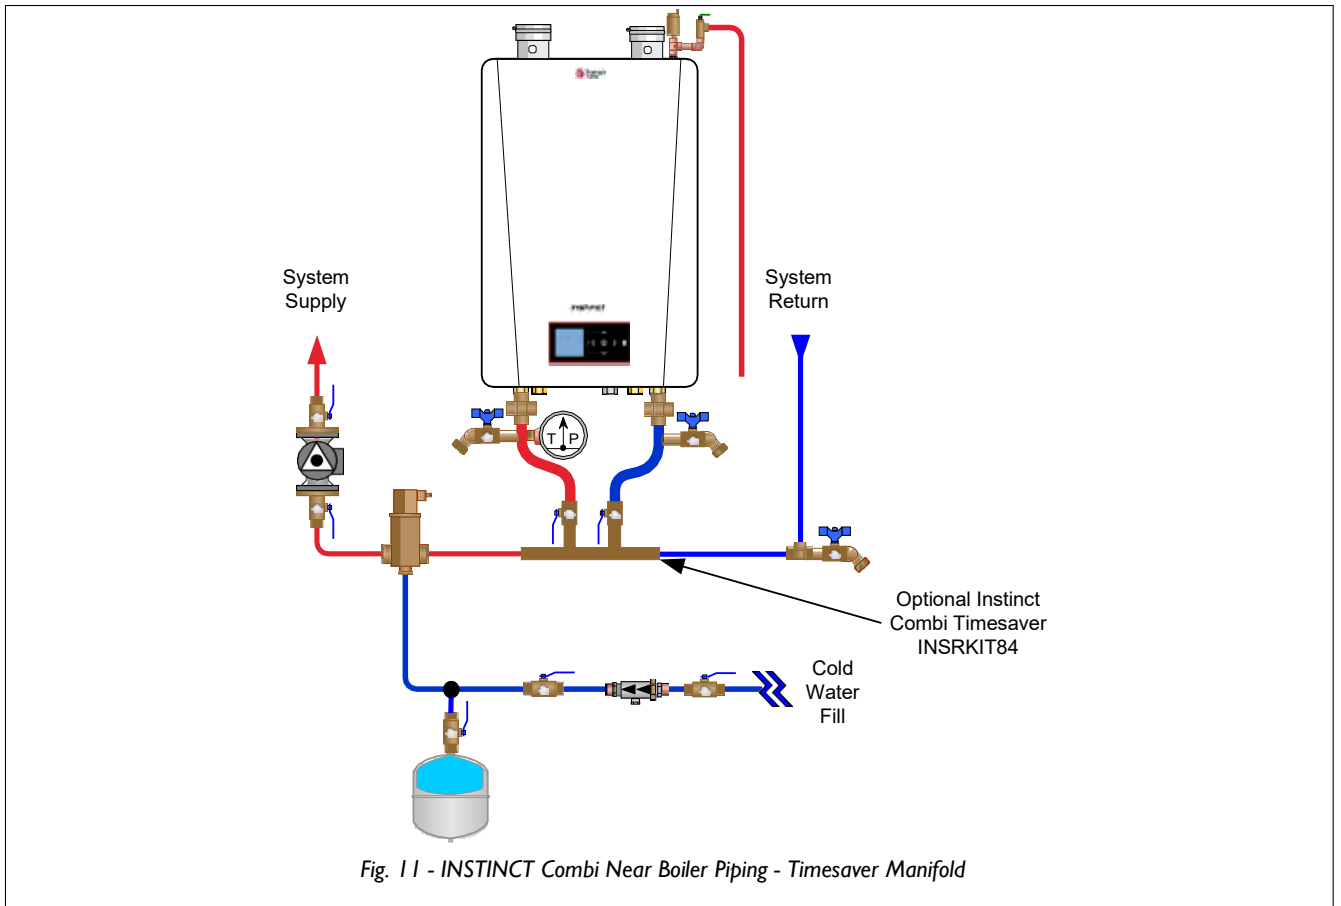 System
Supply
System
Return
T P
Optional Instinct
Combi Timesaver
INSRKIT84
Cold
Water
Fill
Fig. 11 - INSTINCT Combi Near Boiler Piping - Timesaver Manifold